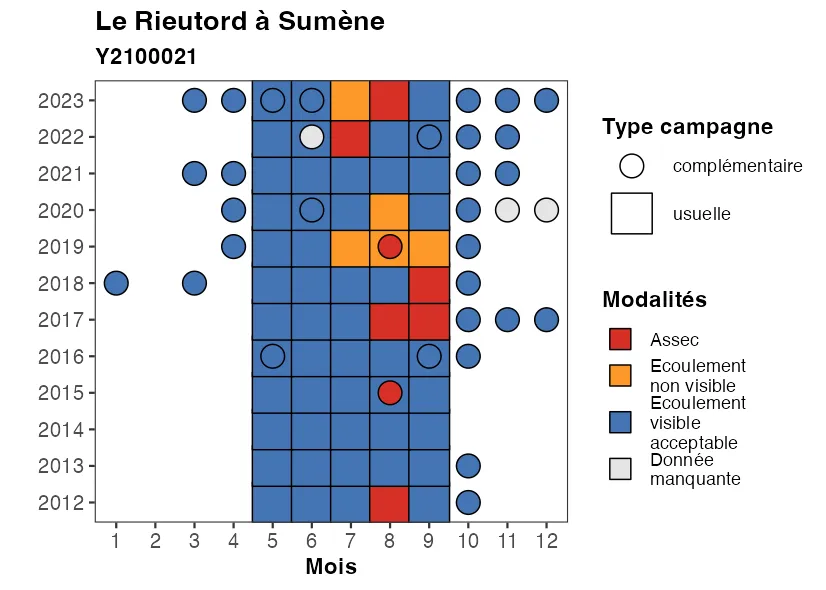 Le Rieutord à Sumène
Y2100021
2023
2022
2021
2020
2019
2018
2017
2016
2015
2014
2013
2012
1 2 3 4 5 6 7 8 9 10 11 12
Mois
Type campagne
complémentaire
usuelle
Modalités
Assec
Ecoulement
non visible
Ecoulement
visible
acceptable
Donnée
manquante